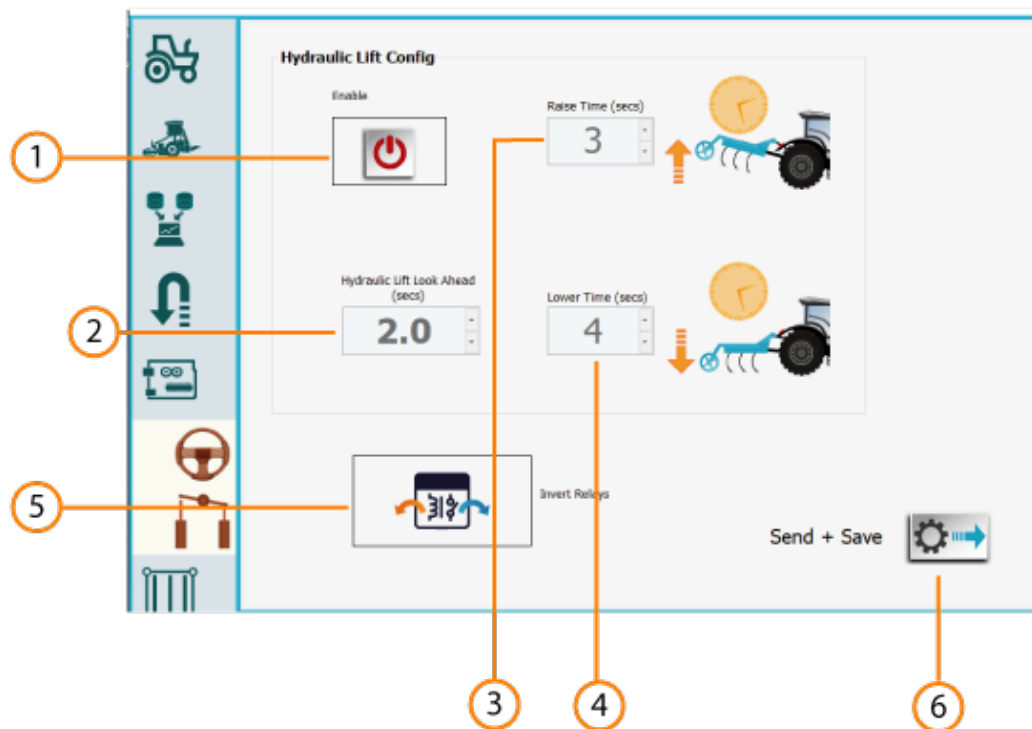 Hydraulic Lift Config
Enable
Raise Time (secs)
3
1
Hydraulic Lift Look Ahead
(secs)
2.0
Lower Time (secs)
4
2
Invert Relays
5
Send + Save
3
4
6